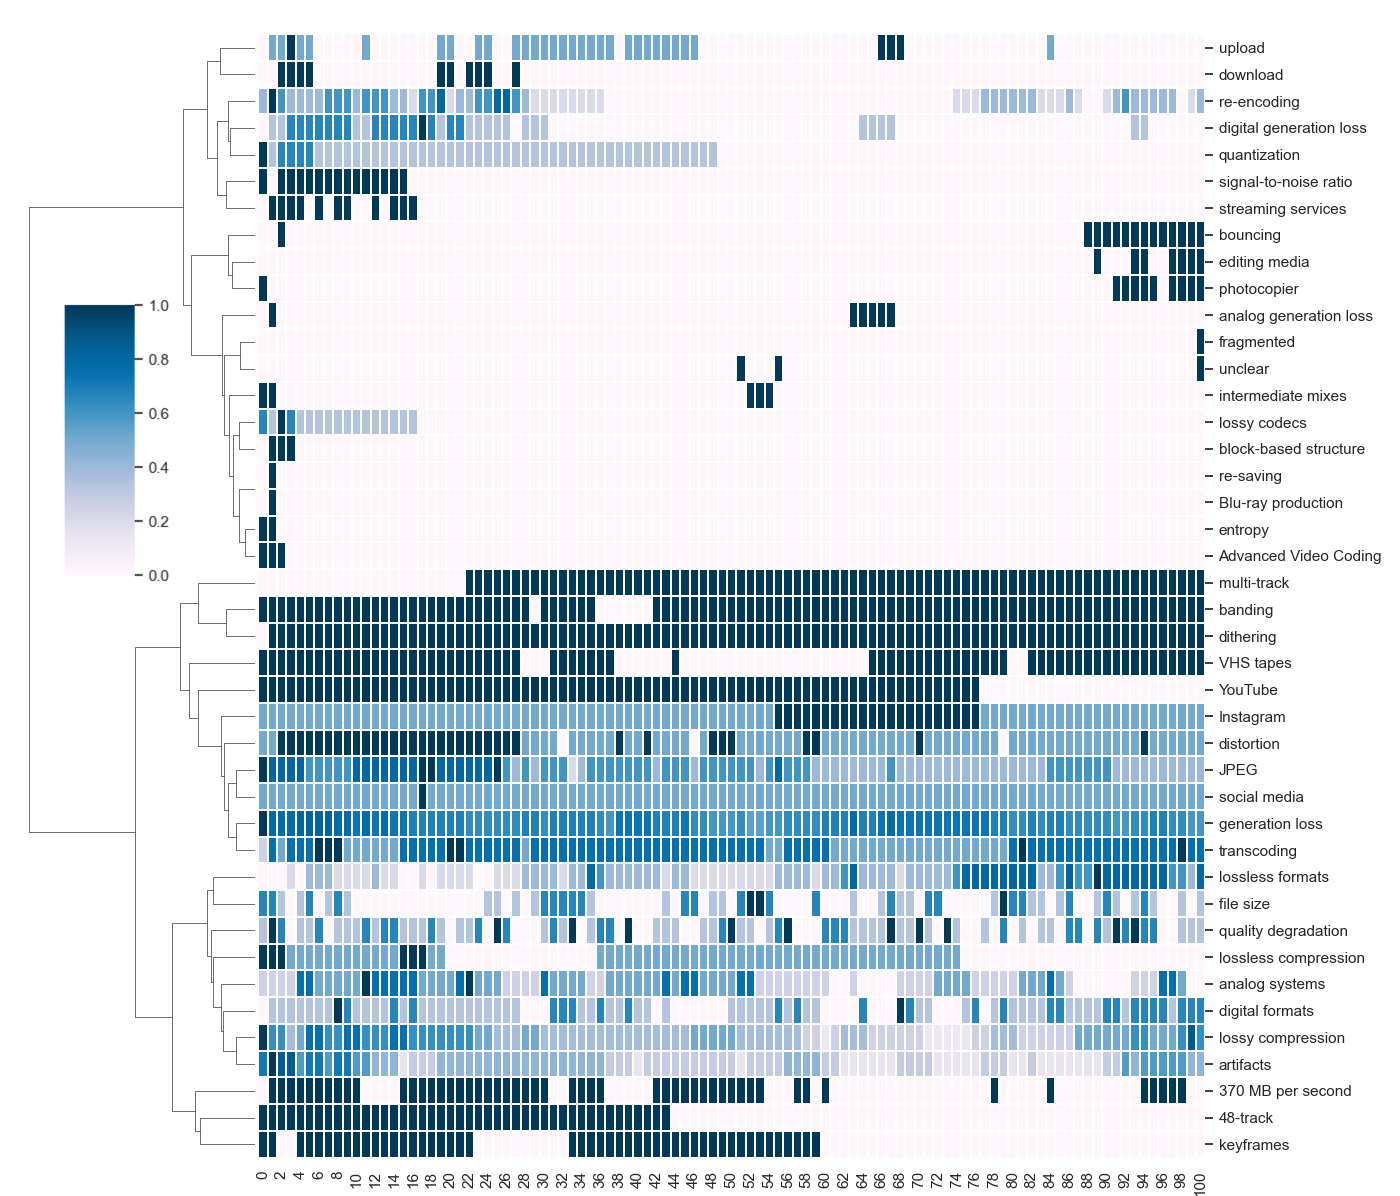 upload
download
re-encoding
digital generation loss
quantization
signal-to-noise ratio
streaming services
bouncing
editing media
photocopier
1.0
analog generation loss
fragmented
0.8
unclear
intermediate mixes
0.6
lossy codecs
block-based structure
0.4
re-saving
Blu-ray production
0.2
entropy
Advanced Video Coding
0.0
multi-track
banding
dithering
VHS tapes
YouTube
Instagram
distortion
JPEG
social media
generation loss
transcoding
lossless formats
file size
quality degradation
lossless compression
analog systems
digital formats
lossy compression
artifacts
370 MB per second
48-track
keyframes
0 2 4 6 8 10 12 14 16 18 20 22 24 26 28 30 32 34 36 38 40 42 44 46 48 50 52 54 56 58 60 62 64 66 68 70 72 74 76 78 80 82 84 86 88 90 92 94 96 98 100